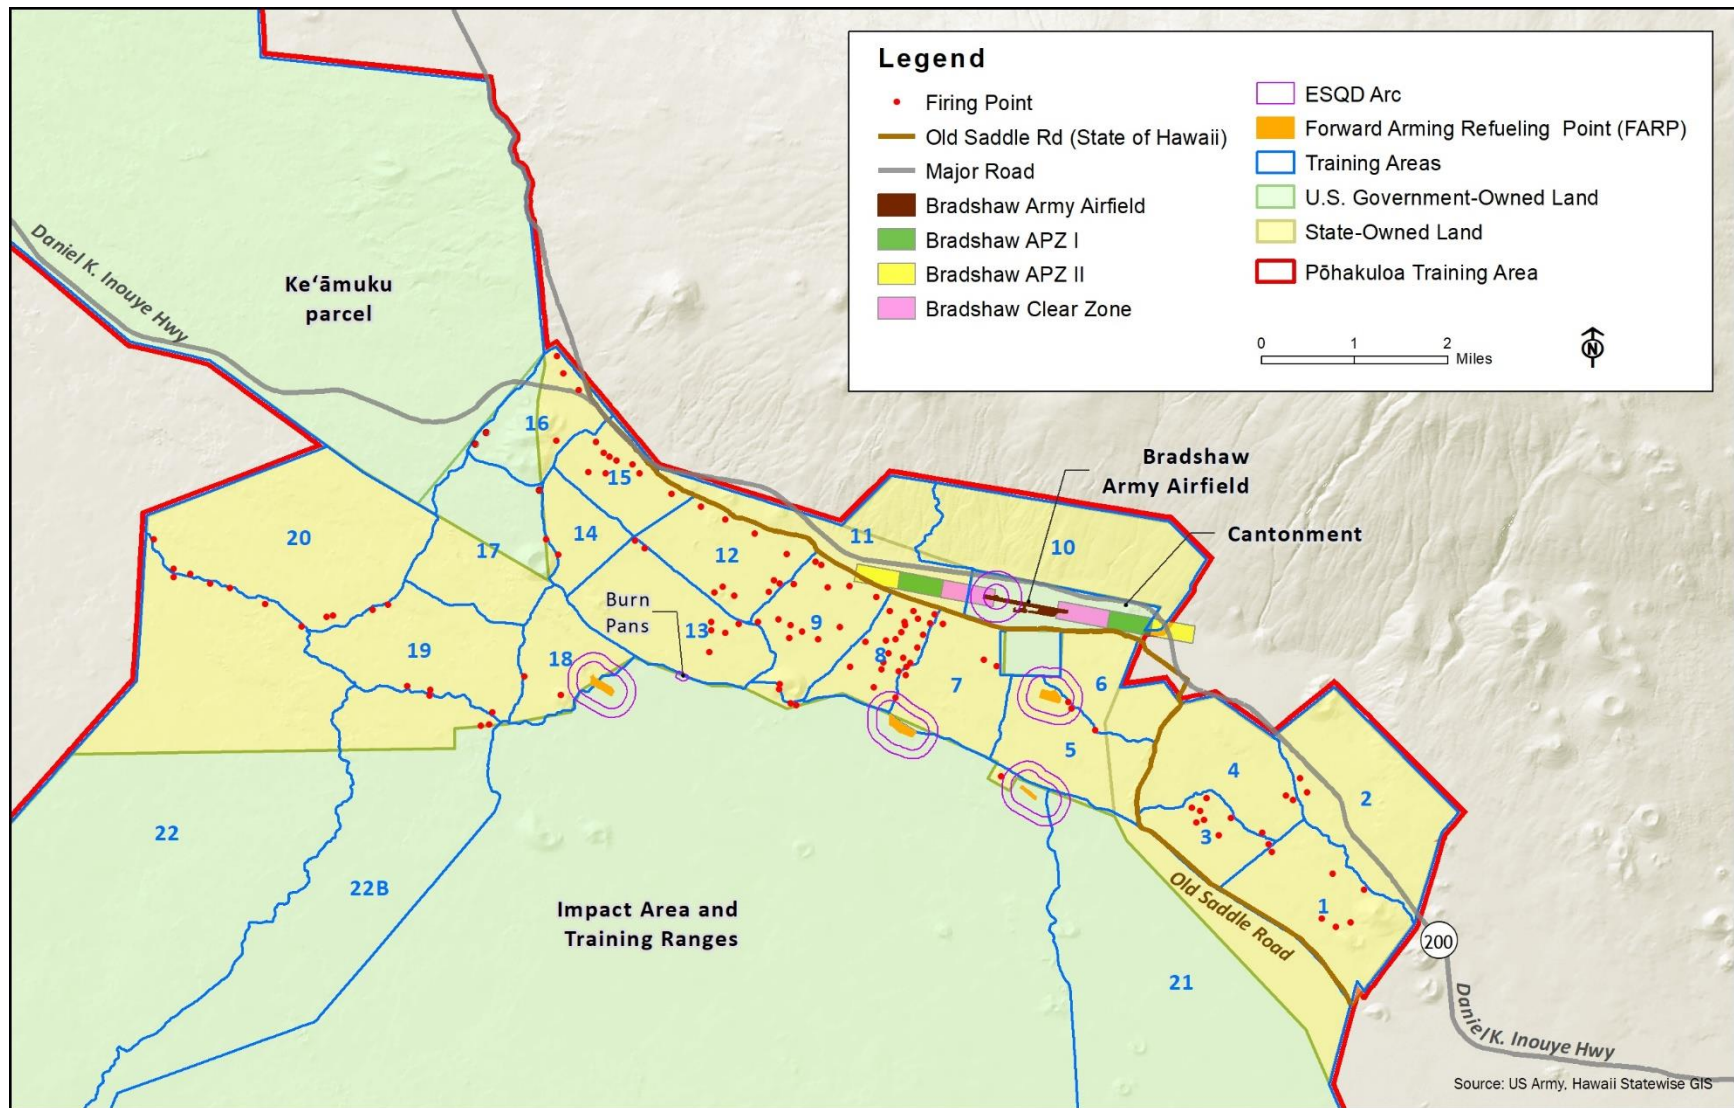 Legend
Firing Point
Old Saddle Rd (State of Hawaii)
Major Road
Bradshaw Army Airfield
Bradshaw APZ I
Bradshaw APZ II
Bradshaw Clear Zone
ESQD Arc
Forward Arming Refueling Point (FARP)
Training Areas
U.S. Government-Owned Land
State-Owned Land
Pōhakuloa Training Area
0 1 2
Miles
N
Daniel K. Inouye Hwy
Keʻāmuku
parcel
16
15
Bradshaw
Army Airfield
Cantonment
20
17
14
12
11
10
Burn
Pans
13
9
19
18
8
7
6
5
4
2
3
22
22B
1
Impact Area and
Training Ranges
Old Saddle Road
200
21
Daniel K. Inouye Hwy
Source: US Army, Hawaii Statewise GIS